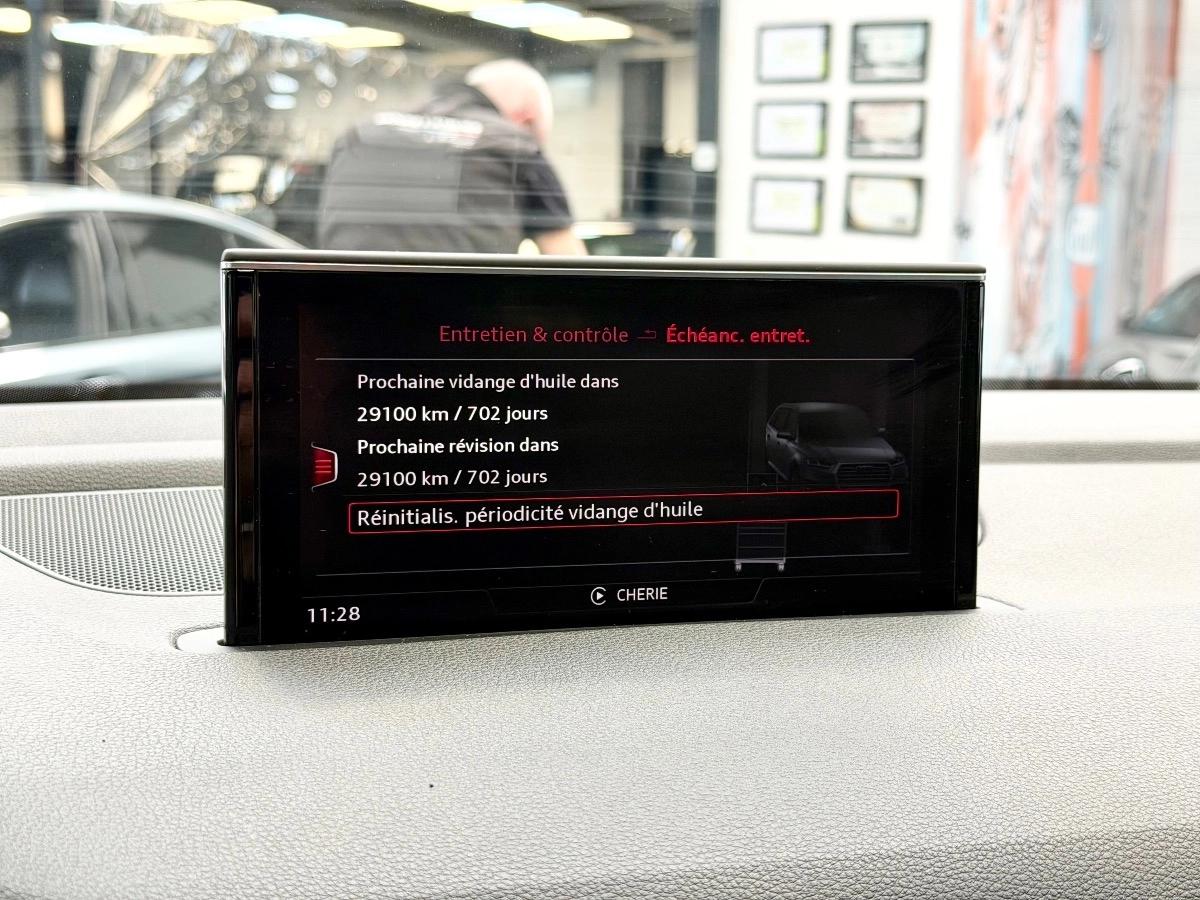 Entretien & contrôle Échéanc. entret.
Prochaine vidange d'huile dans
29100 km / 702 jours
Prochaine révision dans
29100 km / 702 jours
Réinitialis. périodicité vidange d'huile
CHERIE
11:28